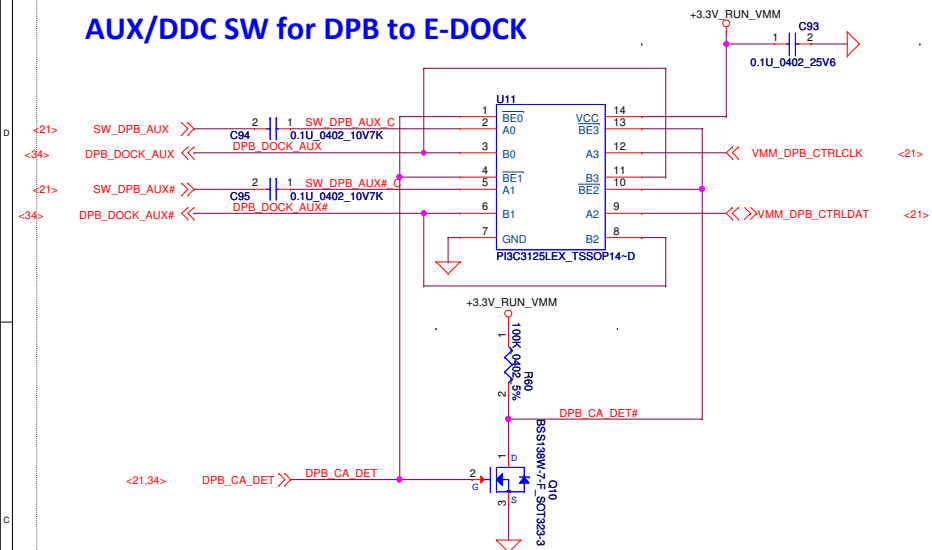 AUX/DDC SW for DPB to E-DOCK
+3.3V_RUN_VMM
C93
1 2
0.1U_0402_25V6
U11
1 BE0 VCC 14
2 A0 BE3 13
3 B0 A3 12
4 BE1 B3 11
5 A1 BE2 10
6 B1 A2 9
7 GND B2 8
PI3C3125LEX_TSSOP14~D
D
<21> SW_DPB_AUX 2 1 SW_DPB_AUX_C
C94 0.1U_0402_10V7K
<34> DPB_DOCK_AUX DPB_DOCK_AUX
<21> SW_DPB_AUX# 2 1 SW_DPB_AUX#_C
C95 0.1U_0402_10V7K
<34> DPB_DOCK_AUX# DPB_DOCK_AUX#
VMM_DPB_CTRLCLK <21>
VMM_DPB_CTRLDAT <21>
+3.3V_RUN_VMM
1
100K_0402_5%
R60
2
DPB_CA_DET#
<21,34> DPB_CA_DET DPB_CA_DET
1 D
2 G
3 S
Q10
BSS138W-7-F_SOT323-3
C